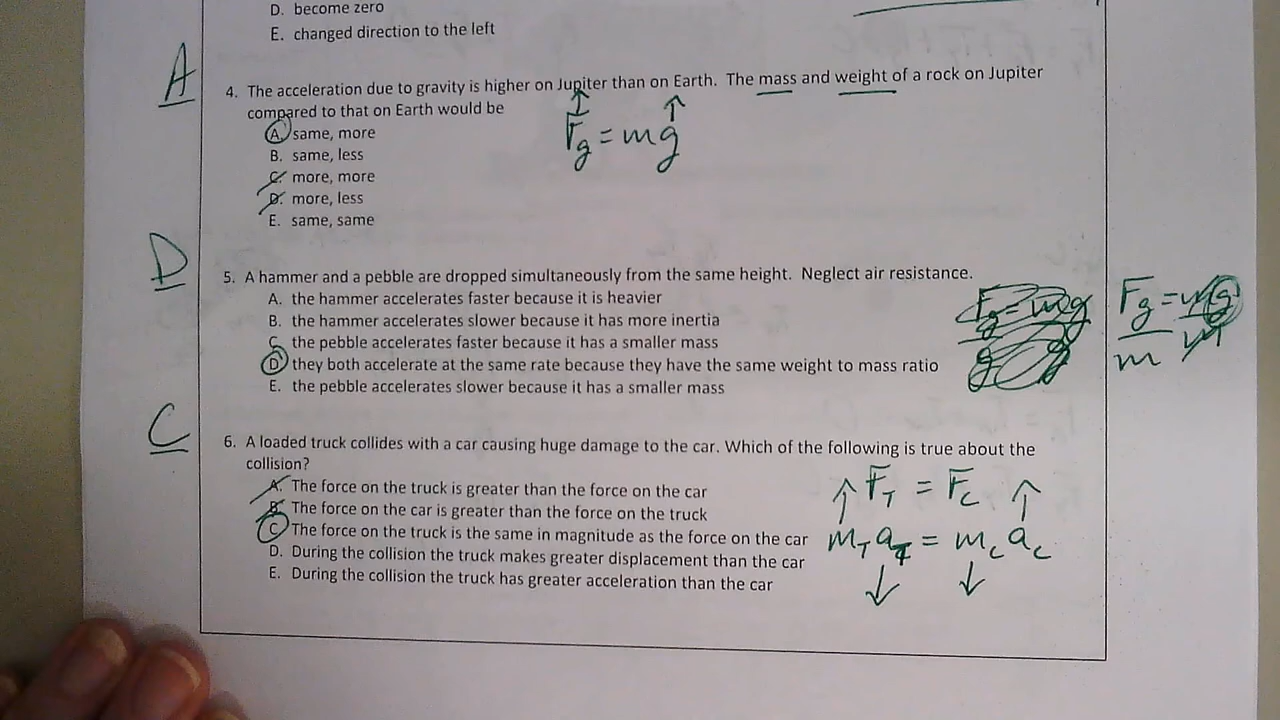 D. become zero
E. changed direction to the left
A
4. The acceleration due to gravity is higher on Jupiter than on Earth. The mass and weight of a rock on Jupiter
compared to that on Earth would be
A. same, more
B. same, less
C. more, more
D. more, less
E. same, same
↑ ↑
Fg = mg
D
5. A hammer and a pebble are dropped simultaneously from the same height. Neglect air resistance.
A. the hammer accelerates faster because it is heavier
B. the hammer accelerates slower because it has more inertia
C. the pebble accelerates faster because it has a smaller mass
D. they both accelerate at the same rate because they have the same weight to mass ratio
E. the pebble accelerates slower because it has a smaller mass
Fg = mg
g g
Fg = mg
m m
C
6. A loaded truck collides with a car causing huge damage to the car. Which of the following is true about the
collision?
A. The force on the truck is greater than the force on the car
B. The force on the car is greater than the force on the truck
C. The force on the truck is the same in magnitude as the force on the car
D. During the collision the truck makes greater displacement than the car
E. During the collision the truck has greater acceleration than the car
↑ FT = FC ↑
mT aT = mC aC
↓ ↓